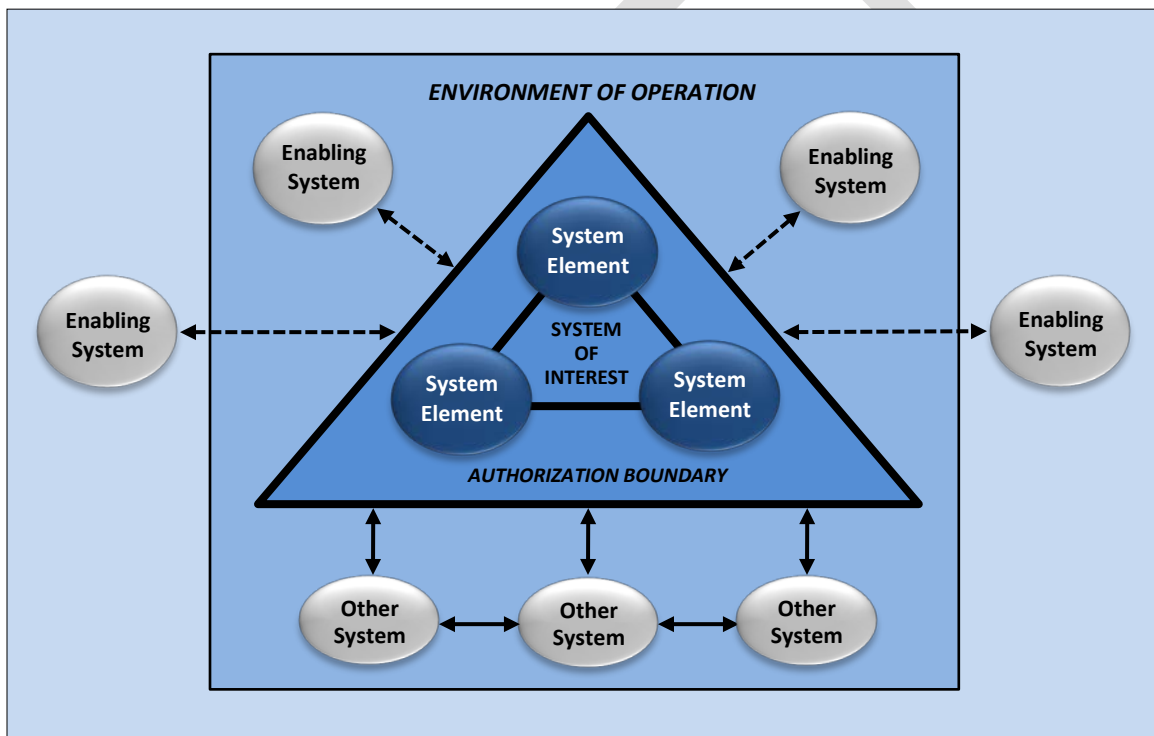 ENVIRONMENT OF OPERATION
Enabling
System
Enabling
System
System
Element
Enabling
System
Enabling
System
SYSTEM
OF
INTEREST
System
Element
System
Element
AUTHORIZATION BOUNDARY
Other
System
Other
System
Other
System